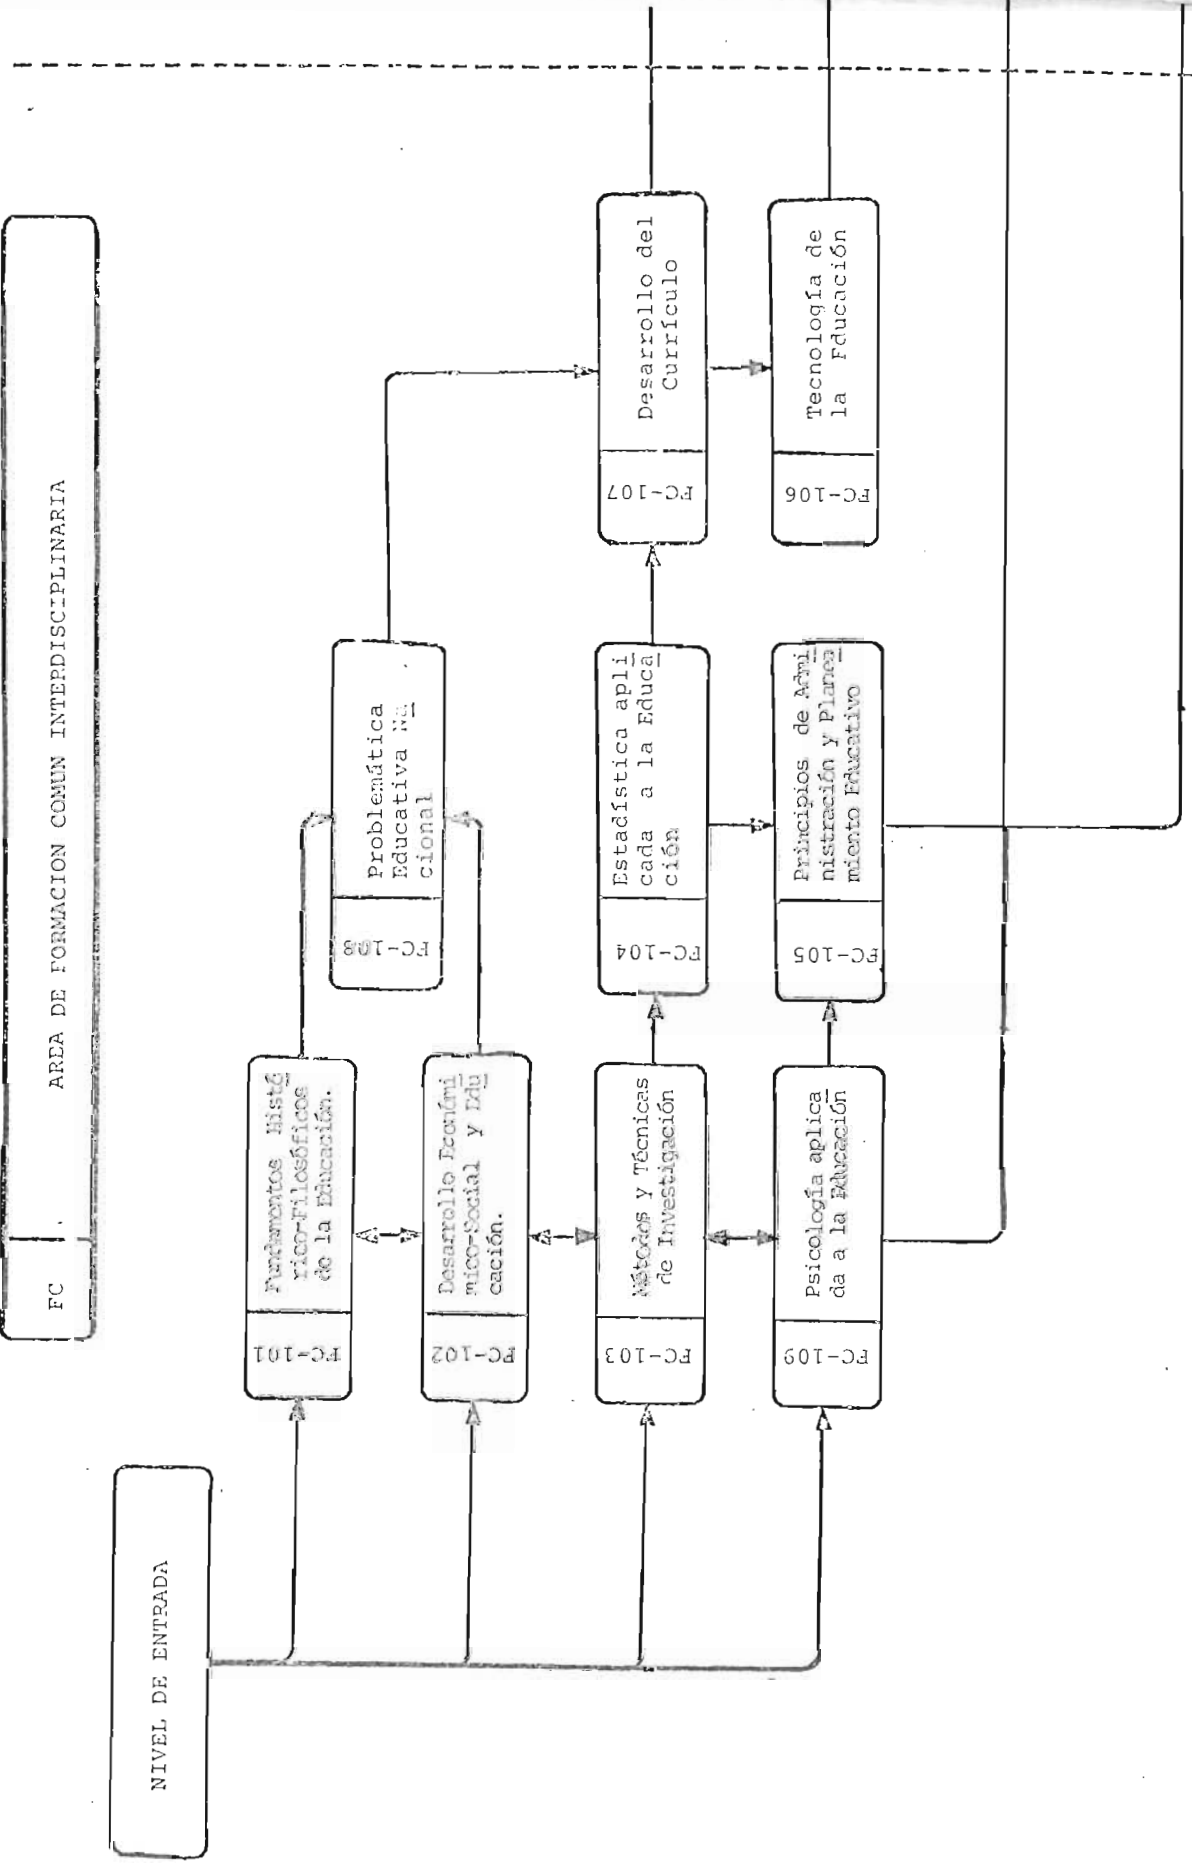 FC
AREA DE FORMACION COMUN INTERDISCIPLINARIA
NIVEL DE ENTRADA
FC-101
Fundamentos Histó
rico-Filosóficos
de la Educación.
FC-102
Desarrollo Económi
mico-Social y Edu
cación.
FC-103
Métodos y Técnicas
de Investigación
FC-109
Psicología aplica
da a la Educación
FC-108
Problemática
Educativa Na
cional
FC-104
Estadística apli
cada a la Educa
ción
FC-105
Principios de Admi
nistración y Planea
miento Educativo
FC-107
Desarrollo del
Currículo
FC-106
Tecnología de
la Educación